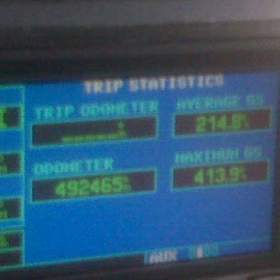 TRIP STATISTICS
TRIP ODOMETER AVERAGE GS
214.8
ODOMETER MAXIMUM GS
492465 413.9
AUX